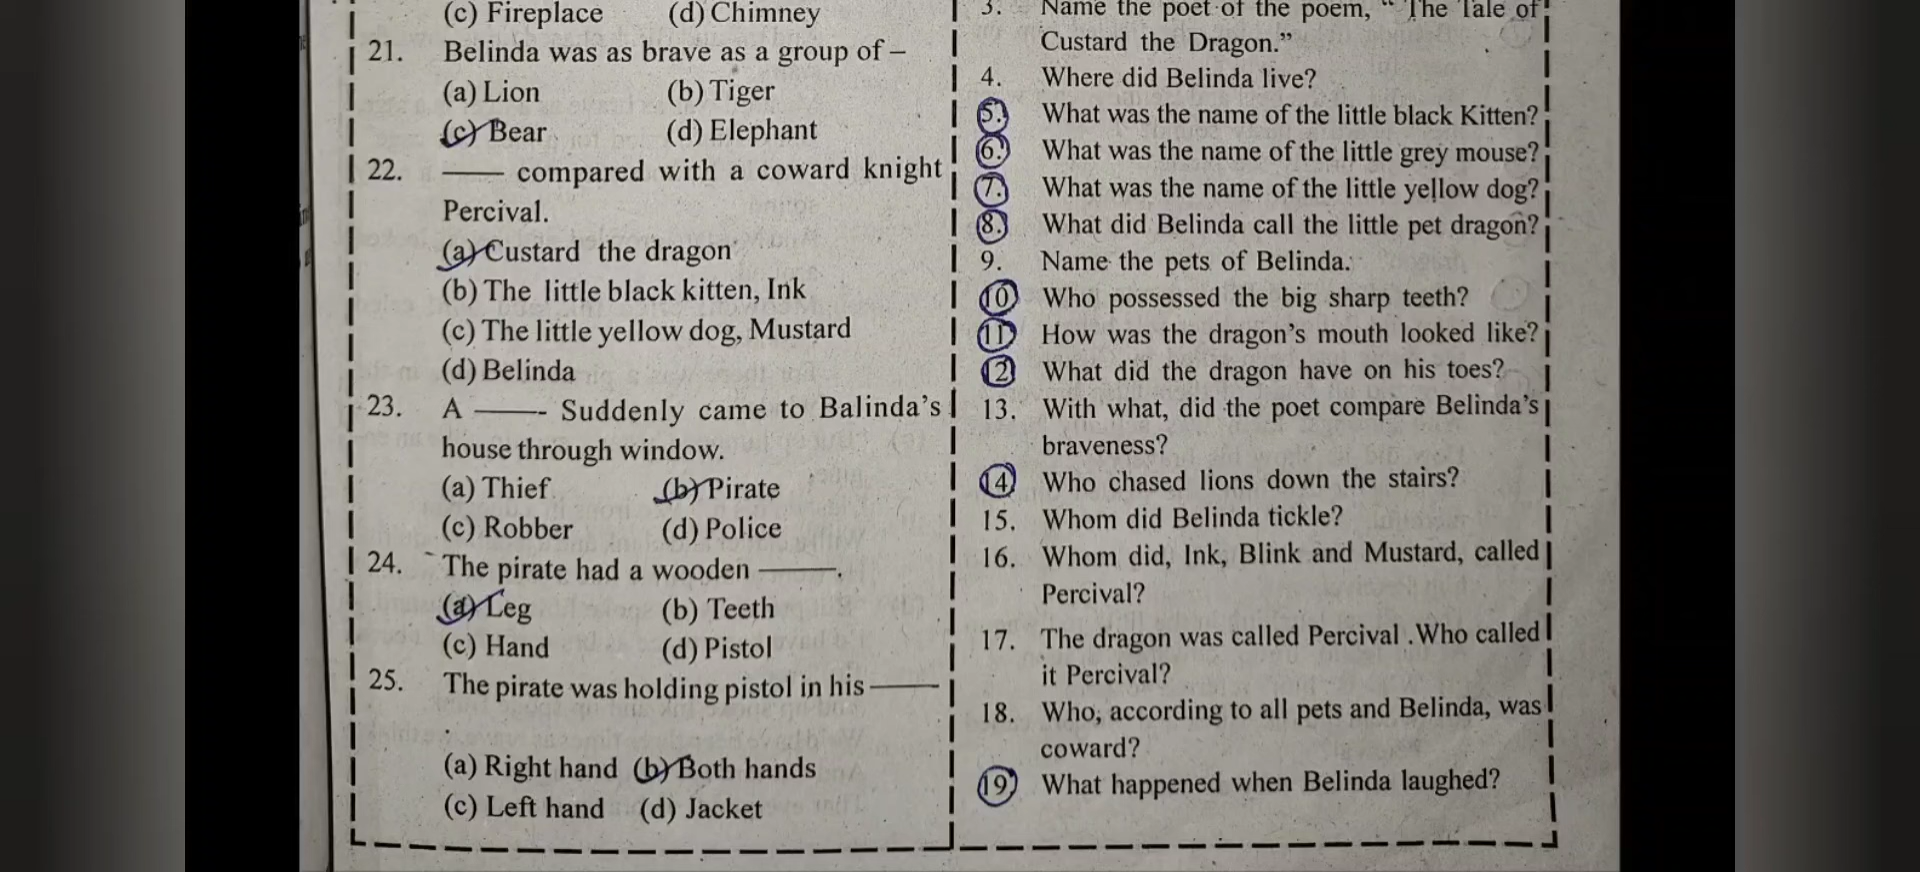 (c) Fireplace (d) Chimney
21. Belinda was as brave as a group of –
(a) Lion (b) Tiger
(c) Bear (d) Elephant
22. —— compared with a coward knight
Percival.
(a) Custard the dragon
(b) The little black kitten, Ink
(c) The little yellow dog, Mustard
(d) Belinda
23. A ——- Suddenly came to Balinda's
house through window.
(a) Thief (b) Pirate
(c) Robber (d) Police
24. The pirate had a wooden ——.
(a) Leg (b) Teeth
(c) Hand (d) Pistol
25. The pirate was holding pistol in his ——
.
(a) Right hand (b) Both hands
(c) Left hand (d) Jacket
3. Name the poet of the poem, “ The Tale of
Custard the Dragon.”
4. Where did Belinda live?
5. What was the name of the little black Kitten?
6. What was the name of the little grey mouse?
7. What was the name of the little yellow dog?
8. What did Belinda call the little pet dragon?
9. Name the pets of Belinda.
10 Who possessed the big sharp teeth?
11 How was the dragon's mouth looked like?
12 What did the dragon have on his toes?
13. With what, did the poet compare Belinda's
braveness?
14 Who chased lions down the stairs?
15. Whom did Belinda tickle?
16. Whom did, Ink, Blink and Mustard, called
Percival?
17. The dragon was called Percival .Who called
it Percival?
18. Who, according to all pets and Belinda, was
coward?
19 What happened when Belinda laughed?